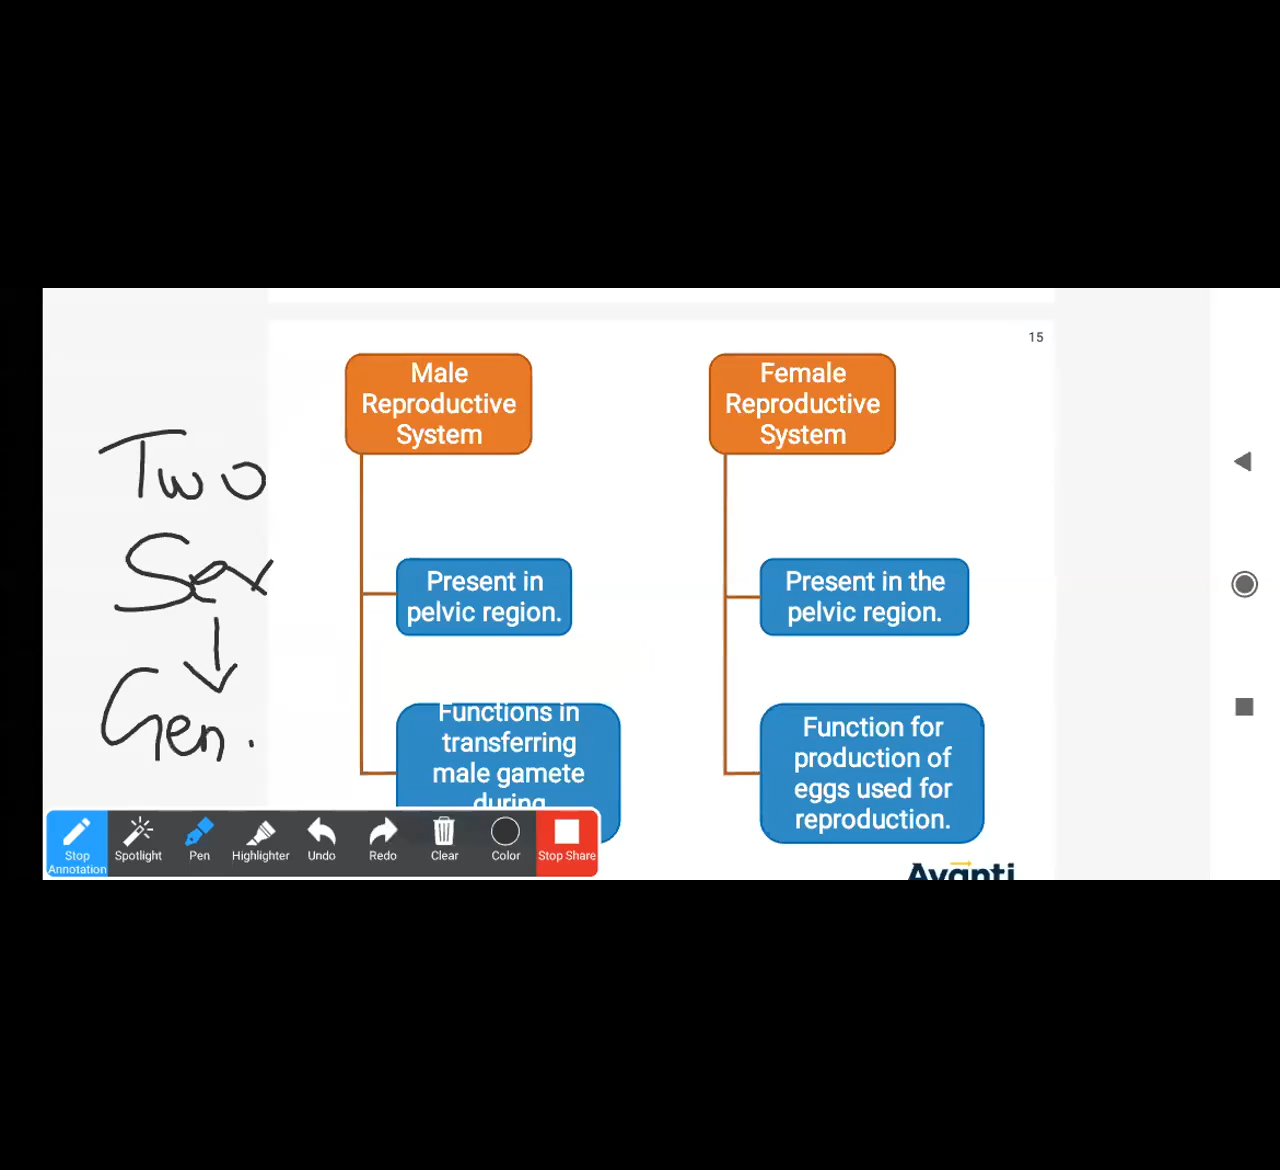 15
Male
Reproductive
System
Female
Reproductive
System
Two
Sex
Gen.
Present in
pelvic region.
Present in the
pelvic region.
Functions in
transferring
male gamete
during
Function for
production of
eggs used for
reproduction.
Stop
Annotation
Spotlight
Pen
Highlighter
Undo
Redo
Clear
Color
Stop Share
Avanti